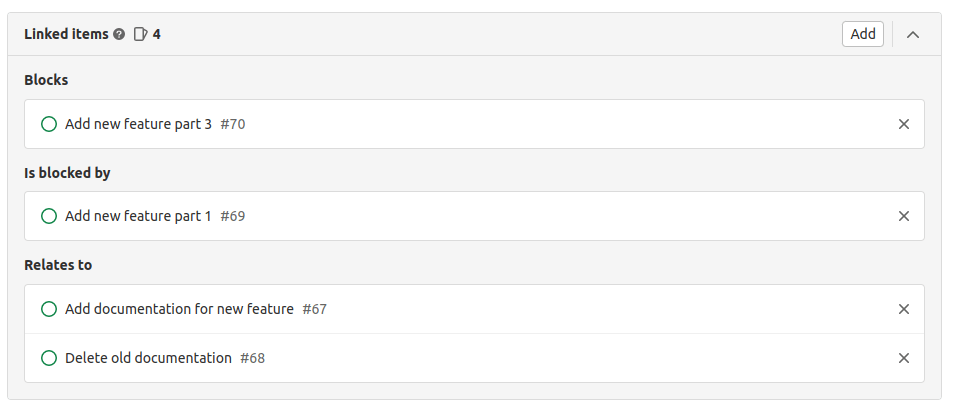 Linked items 4 Add
Blocks
Add new feature part 3 #70
Is blocked by
Add new feature part 1 #69
Relates to
Add documentation for new feature #67
Delete old documentation #68